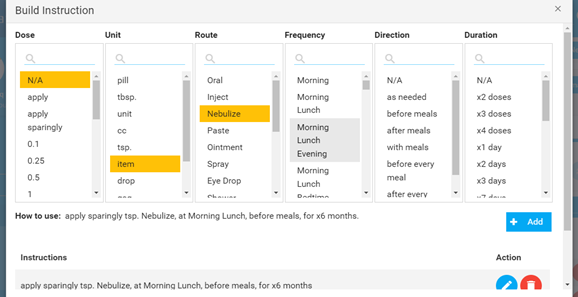 Build Instruction
Dose Unit Route Frequency Direction Duration
N/A
apply
apply
sparingly
0.1
0.25
0.5
1
pill
tbsp.
unit
cc
tsp.
item
drop
Oral
Inject
Nebulize
Paste
Ointment
Spray
Eye Drop
Shower
Morning
Morning
Lunch
Morning
Lunch
Evening
Morning
Lunch
Bedtime
N/A
as needed
before meals
after meals
with meals
before every
meal
after every
N/A
x2 doses
x3 doses
x4 doses
x1 day
x2 days
x3 days
x7 days
How to use: apply sparingly tsp. Nebulize, at Morning Lunch, before meals, for x6 months.
+ Add
Instructions Action
apply sparingly tsp. Nebulize, at Morning Lunch, before meals, for x6 months